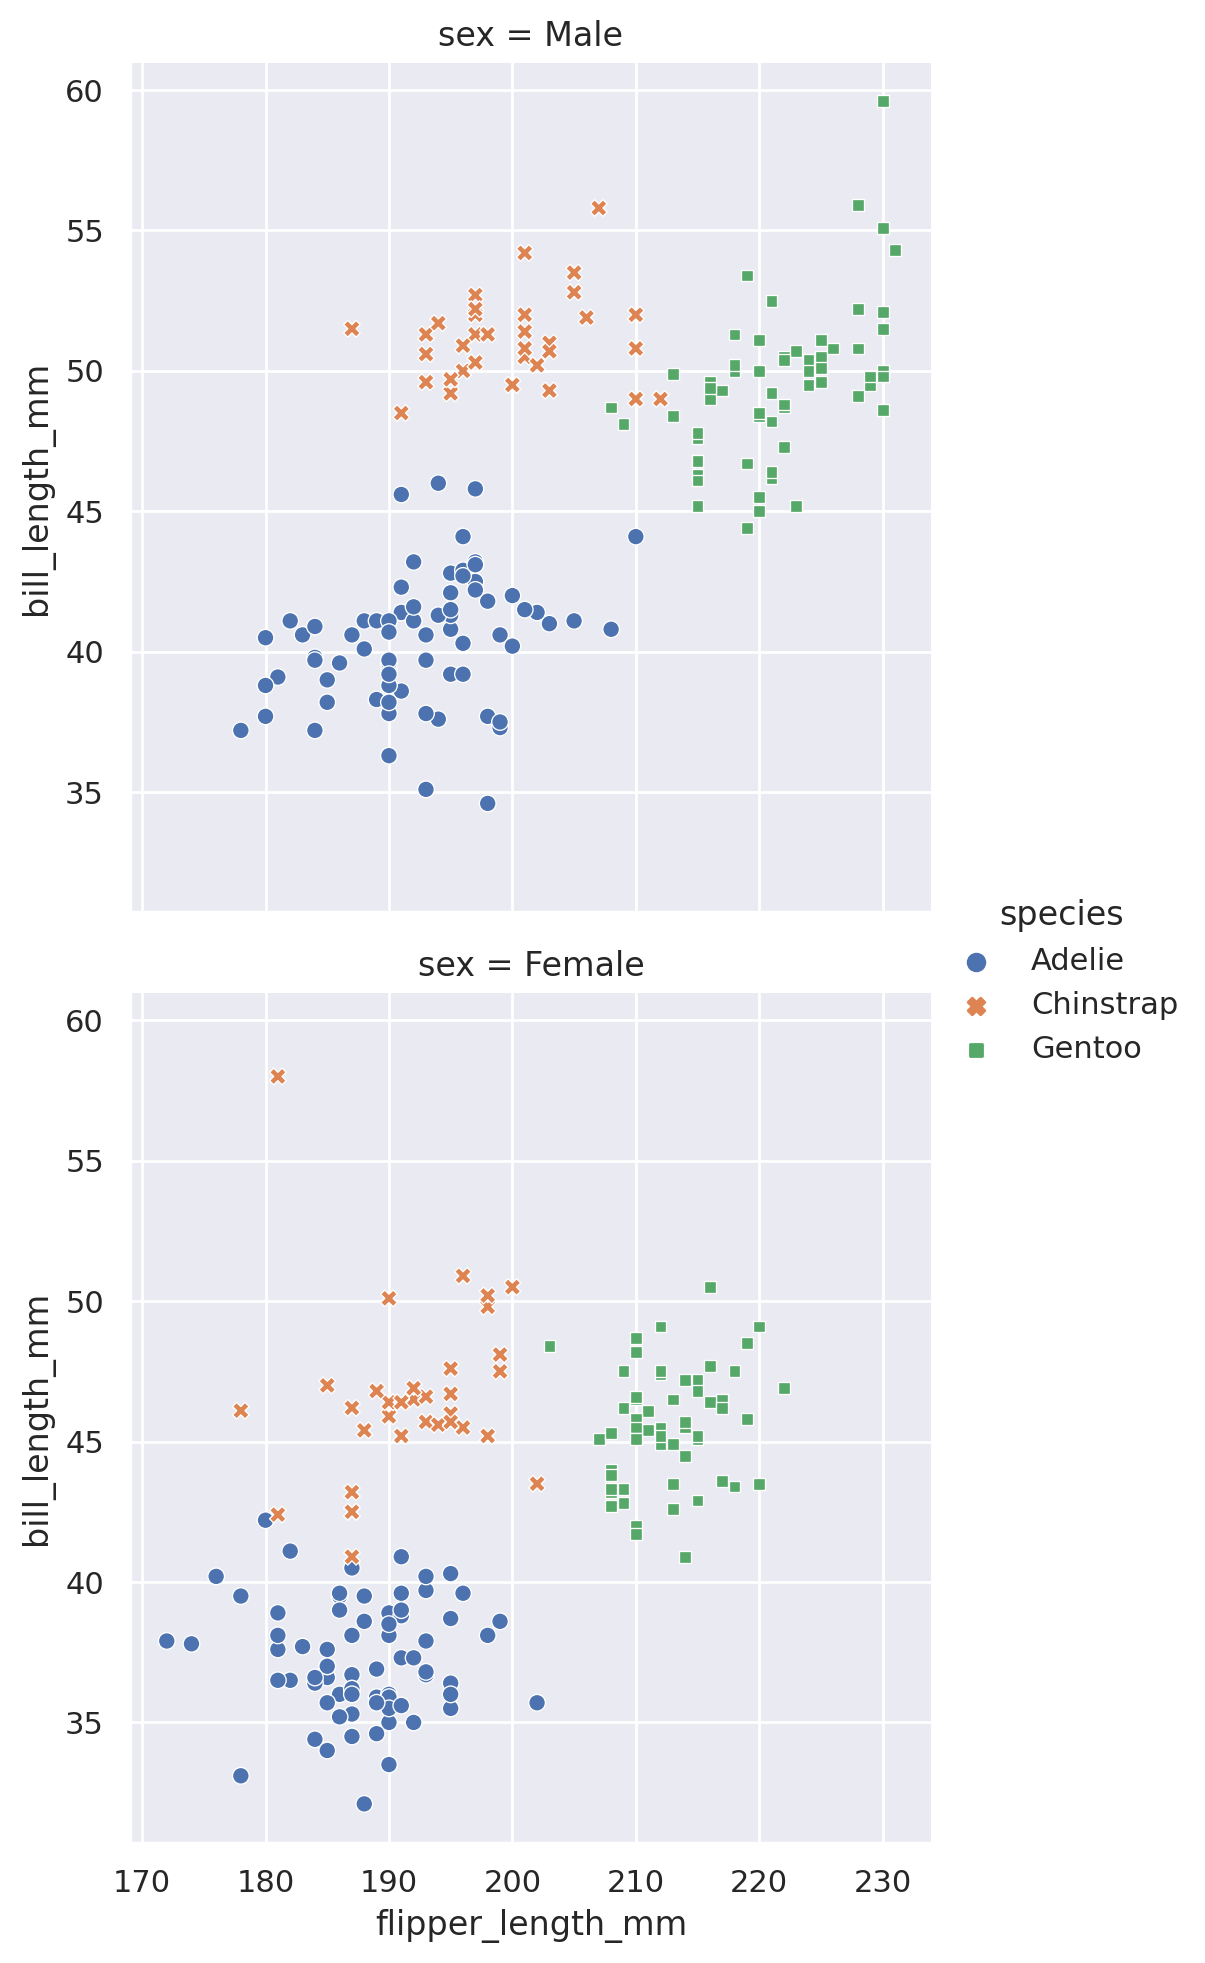 sex = Male
60
55
50
45
40
35
bill_length_mm
sex = Female
60
55
50
45
40
35
bill_length_mm
170 180 190 200 210 220 230
flipper_length_mm
species
Adelie
Chinstrap
Gentoo